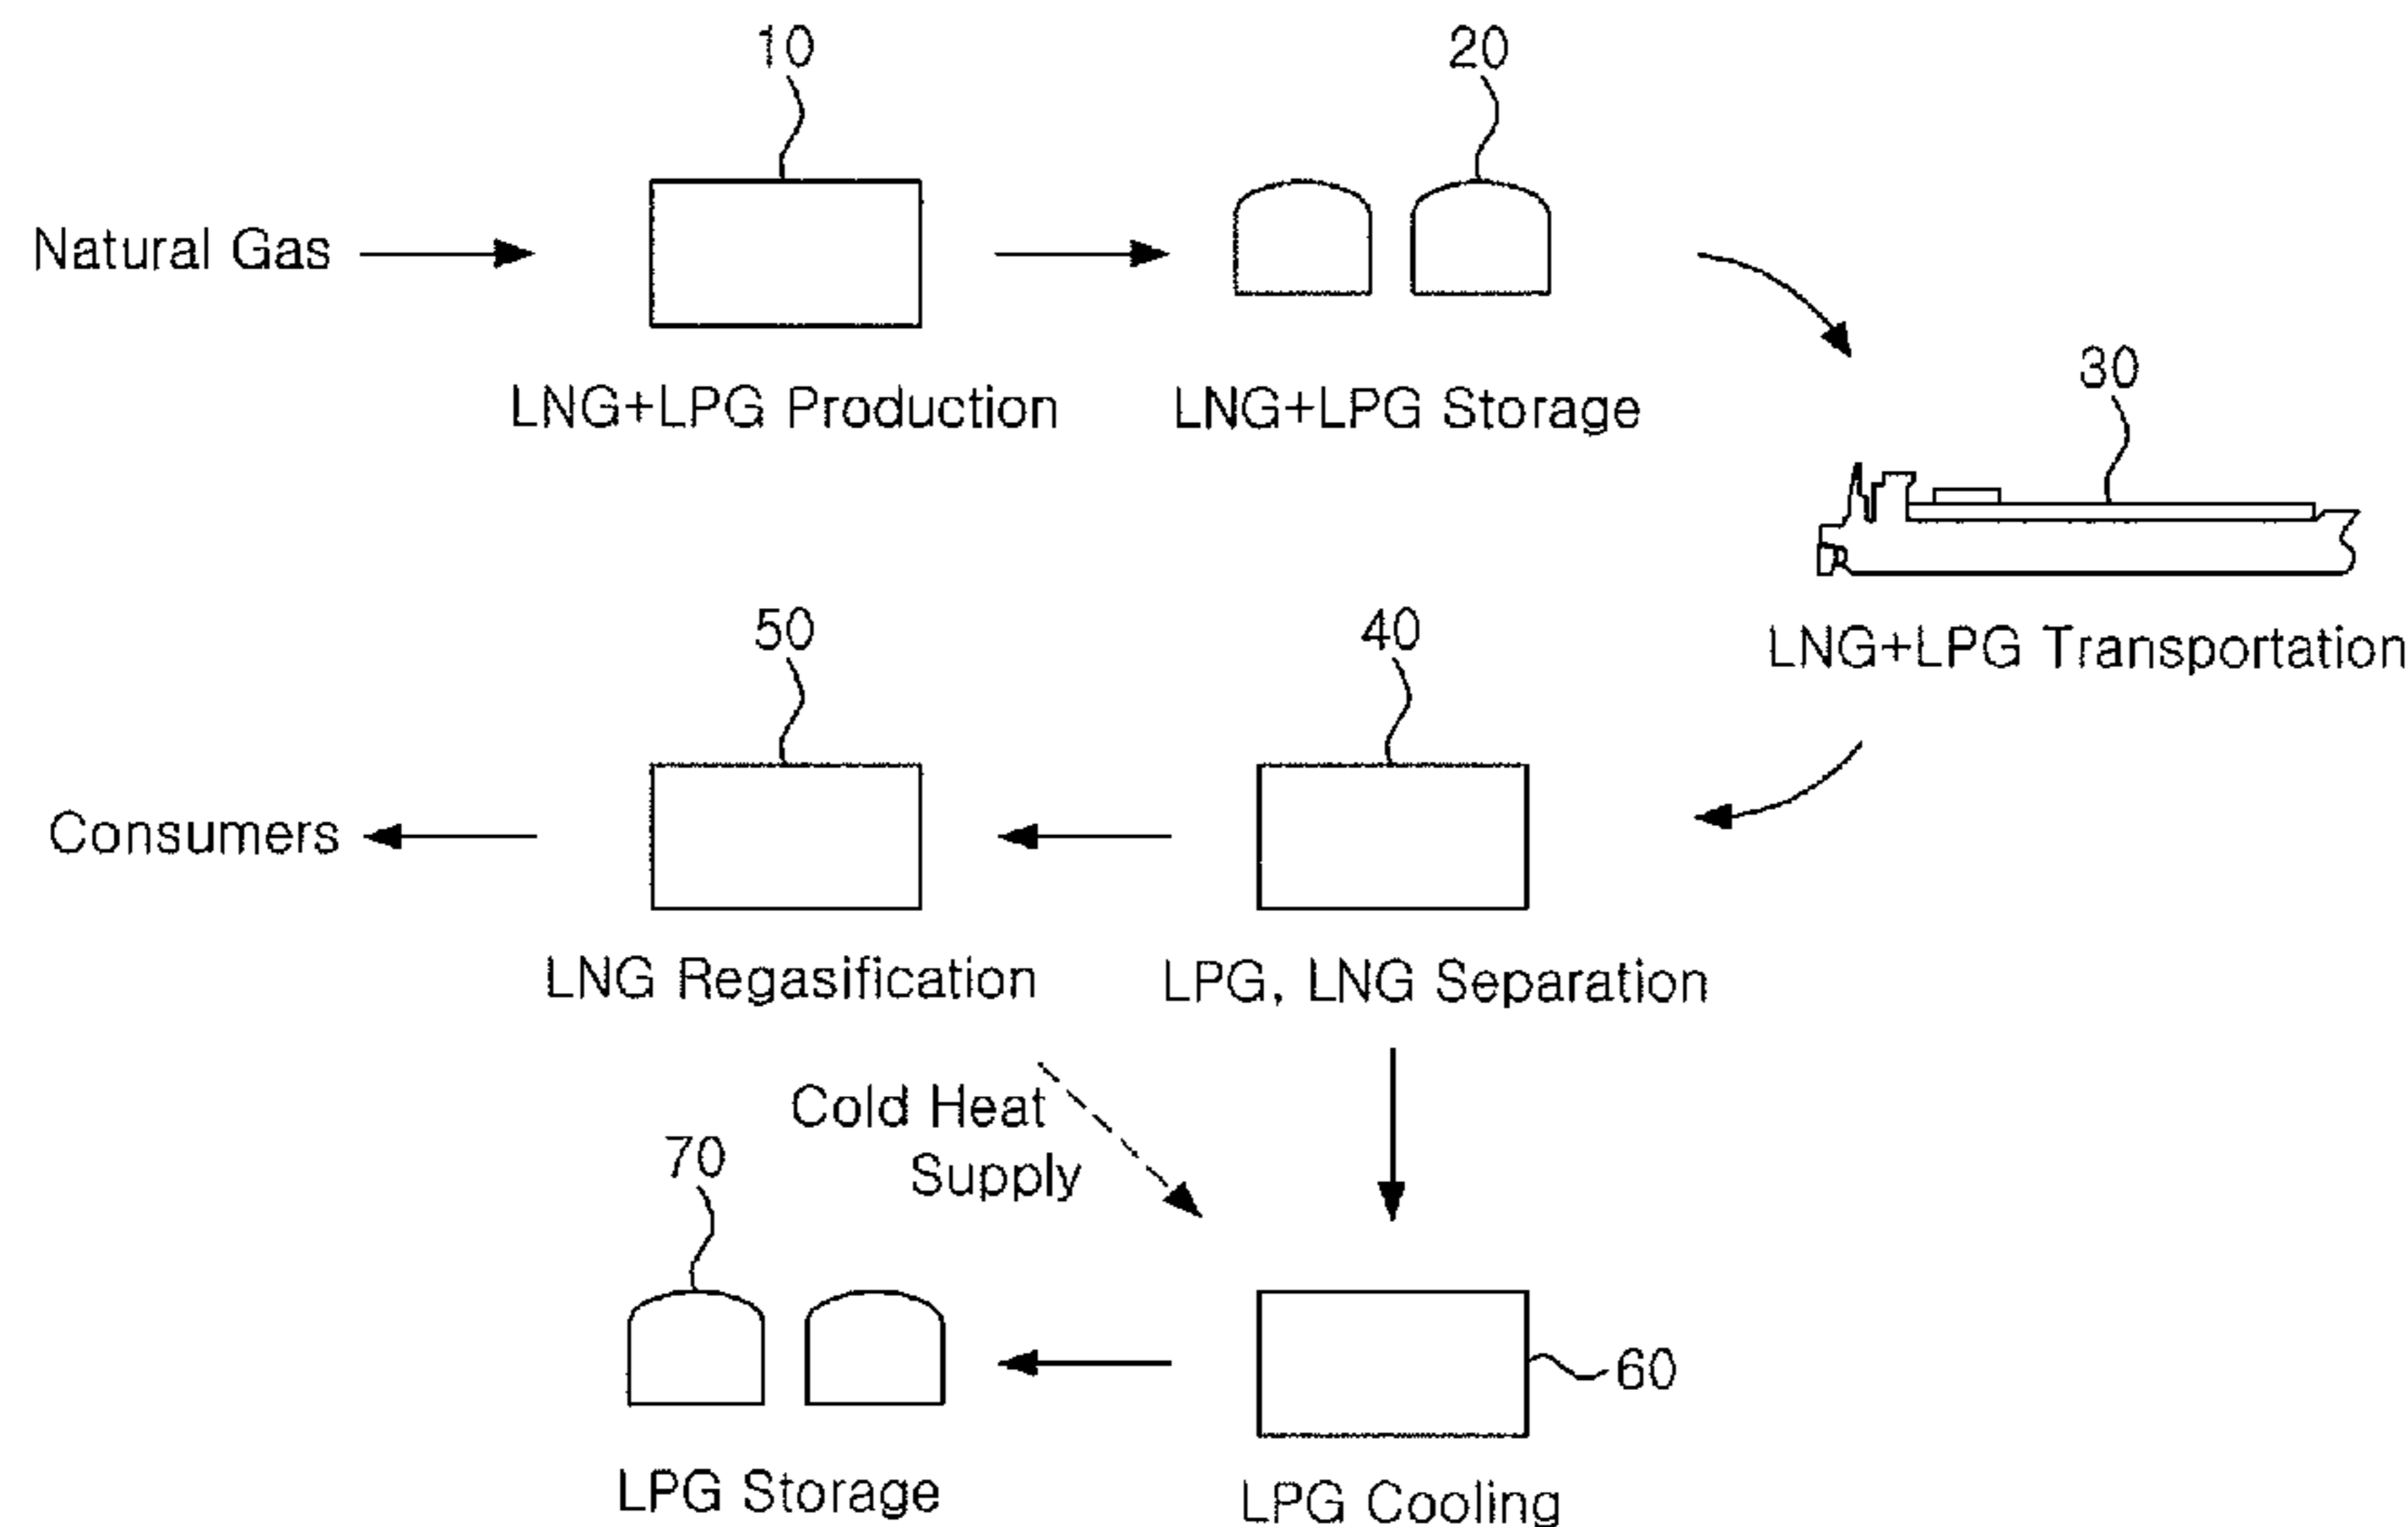 10
20
Natural Gas
30
LNG+LPG Production
LNG+LPG Storage
50
40
LNG+LPG Transportation
Consumers
LNG Regasification
LPG, LNG Separation
Cold Heat
Supply
70
60
LPG Storage
LPG Cooling